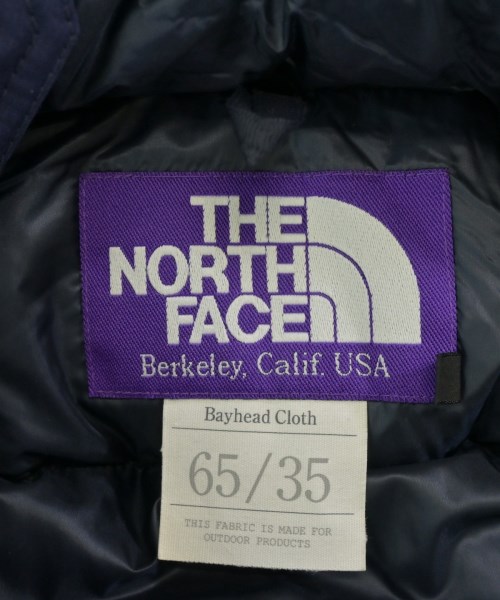 THE
NORTH
FACE
Berkeley, Calif. USA
Bayhead Cloth
65/35
THIS FABRIC IS MADE FOR
OUTDOOR PRODUCTS